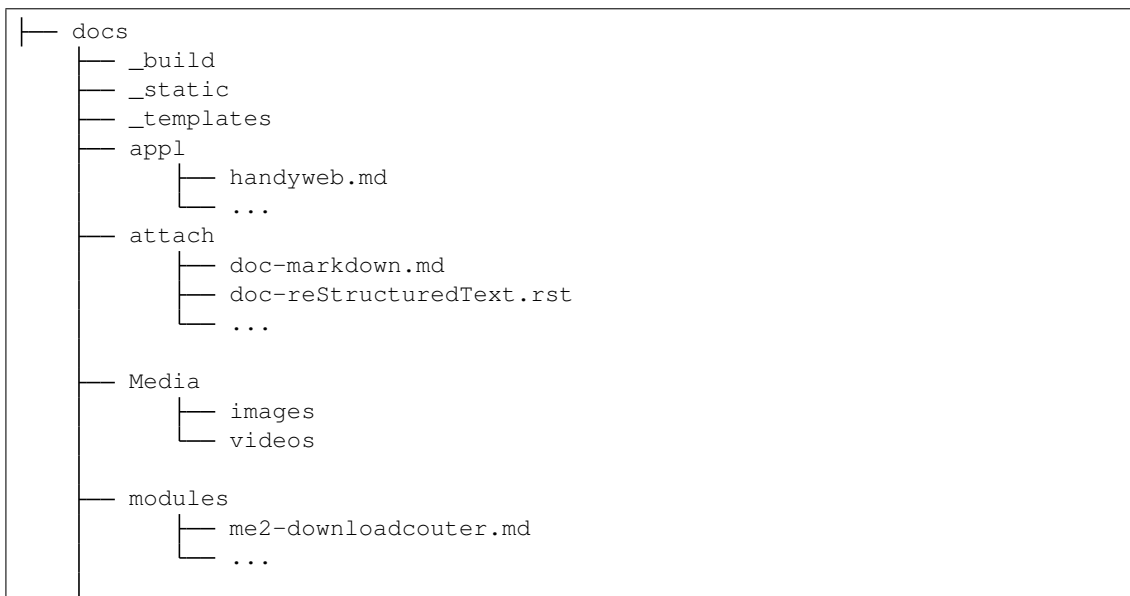 ├── docs
    ├── _build
    ├── _static
    ├── _templates
    ├── appl
    │       ├── handyweb.md
    │       └── ...
    ├── attach
    │       ├── doc-markdown.md
    │       ├── doc-reStructuredText.rst
    │       └── ...
    │
    ├── Media
    │       ├── images
    │       └── videos
    │
    ├── modules
    │       ├── me2-downloadcouter.md
    │       └── ...
    │